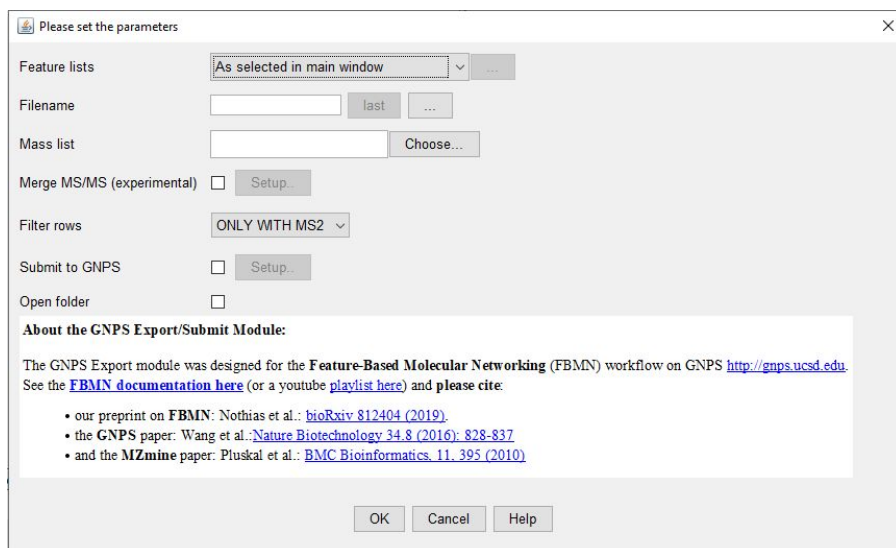 Please set the parameters
Feature lists As selected in main window ...
Filename last ...
Mass list Choose...
Merge MS/MS (experimental) Setup..
Filter rows ONLY WITH MS2
Submit to GNPS Setup..
Open folder
About the GNPS Export/Submit Module:
The GNPS Export module was designed for the Feature-Based Molecular Networking (FBMN) workflow on GNPS http://gnps.ucsd.edu.
See the FBMN documentation here (or a youtube playlist here) and please cite:
• our preprint on FBMN: Nothias et al.: bioRxiv 812404 (2019).
• the GNPS paper: Wang et al.:Nature Biotechnology 34.8 (2016): 828-837
• and the MZmine paper: Pluskal et al.: BMC Bioinformatics, 11, 395 (2010)
OK Cancel Help